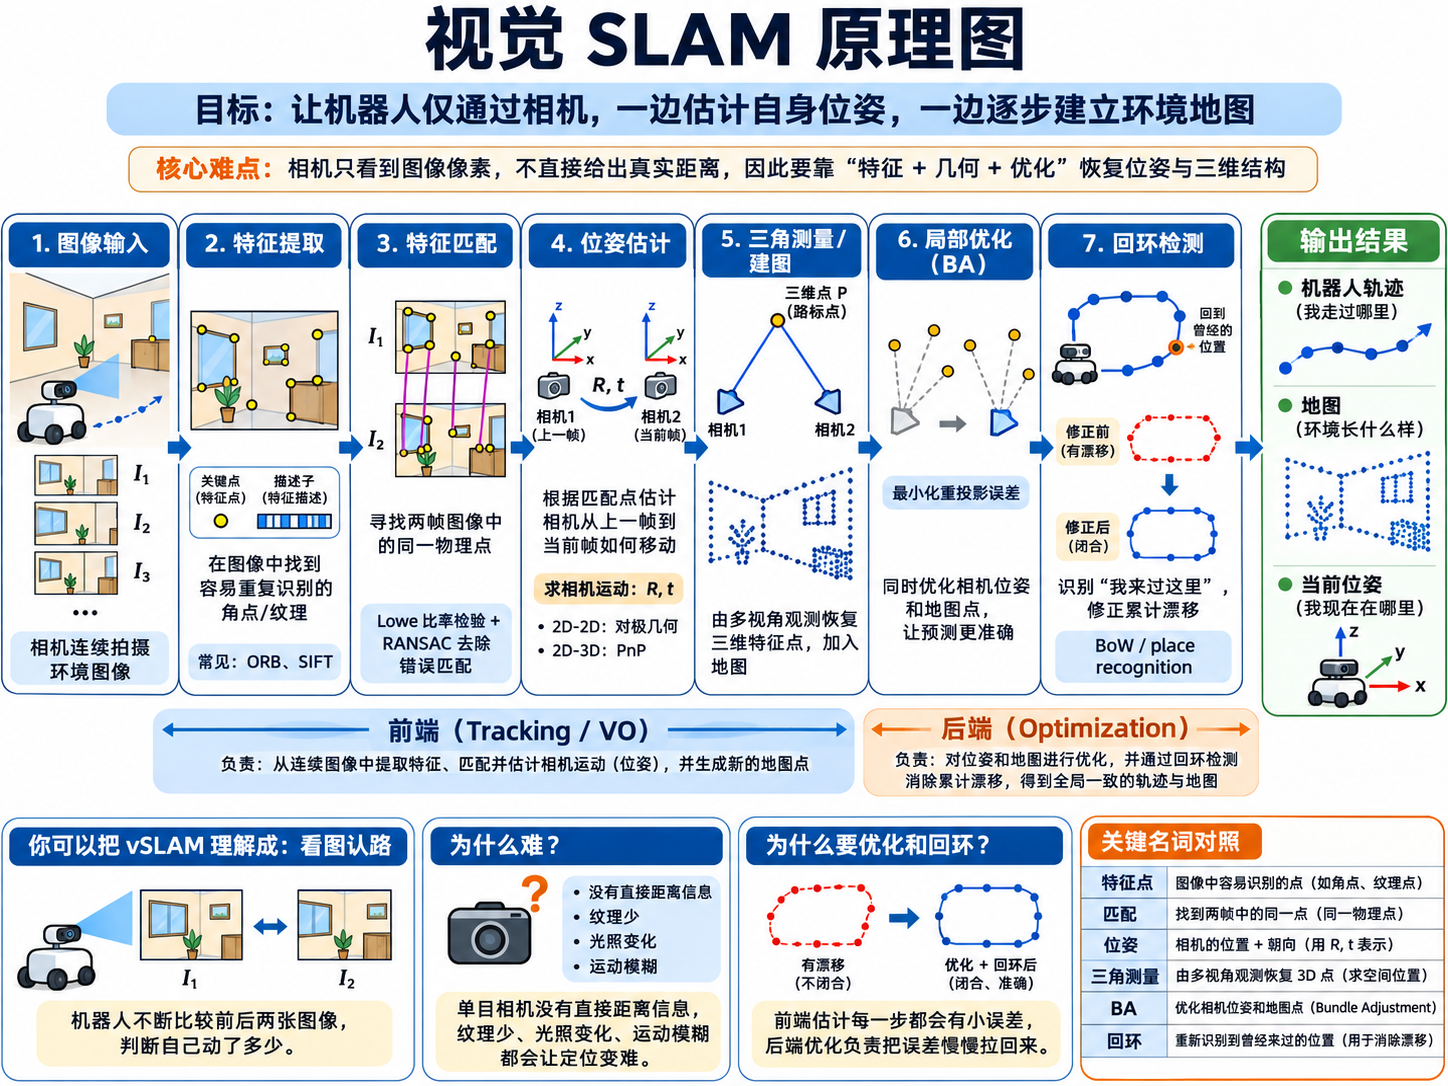 视觉 SLAM 原理图
目标：让机器人仅通过相机，一边估计自身位姿，一边逐步建立环境地图
核心难点：相机只看到图像像素，不直接给出真实距离，因此要靠“特征 + 几何 + 优化”恢复位姿与三维结构
1. 图像输入
I1
I2
I3
...
相机连续拍摄
环境图像
2. 特征提取
关键点
(特征点)
描述子
(特征描述)
在图像中找到
容易重复识别的
角点/纹理
常见：ORB、SIFT
3. 特征匹配
I1
I2
寻找两帧图像中
的同一物理点
Lowe 比率检验 +
RANSAC 去除
错误匹配
4. 位姿估计
z
y
x
z
y
x
R, t
相机1
(上一帧)
相机2
(当前帧)
根据匹配点估计
相机从上一帧到
当前帧如何移动
求相机运动：R, t
• 2D-2D：对极几何
• 2D-3D：PnP
5. 三角测量/
建图
三维点 P
(路标点)
相机1
相机2
由多视角观测恢复
三维特征点，加入
地图
6. 局部优化
（BA）
最小化重投影误差
同时优化相机位姿
和地图点，
让预测更准确
7. 回环检测
回到
曾经的
位置
修正前
(有漂移)
修正后
(闭合)
识别“我来过这里”，
修正累计漂移
BoW / place
recognition
输出结果
机器人轨迹
(我走过哪里)
地图
(环境长什么样)
当前位姿
(我现在在哪里)
z
y
x
前端（Tracking / VO）
负责：从连续图像中提取特征、匹配并估计相机运动（位姿），并生成新的地图点
后端（Optimization）
负责：对位姿和地图进行优化，并通过回环检测
消除累计漂移，得到全局一致的轨迹与地图
你可以把 vSLAM 理解成：看图认路
I1
I2
机器人不断比较前后两张图像，
判断自己动了多少。
为什么难？
?
• 没有直接距离信息
• 纹理少
• 光照变化
• 运动模糊
单目相机没有直接距离信息，
纹理少、光照变化、运动模糊
都会让定位变难。
为什么要优化和回环？
有漂移
(不闭合)
优化 + 回环后
(闭合、准确)
前端估计每一步都会有小误差，
后端优化负责把误差慢慢拉回来。
关键名词对照
特征点 图像中容易识别的点（如角点、纹理点）
匹配 找到两帧中的同一点（同一物理点）
位姿 相机的位置 + 朝向（用 R, t 表示）
三角测量 由多视角观测恢复 3D 点（求空间位置）
BA 优化相机位姿和地图点（Bundle Adjustment）
回环 重新识别到曾经来过的位置（用于消除漂移）